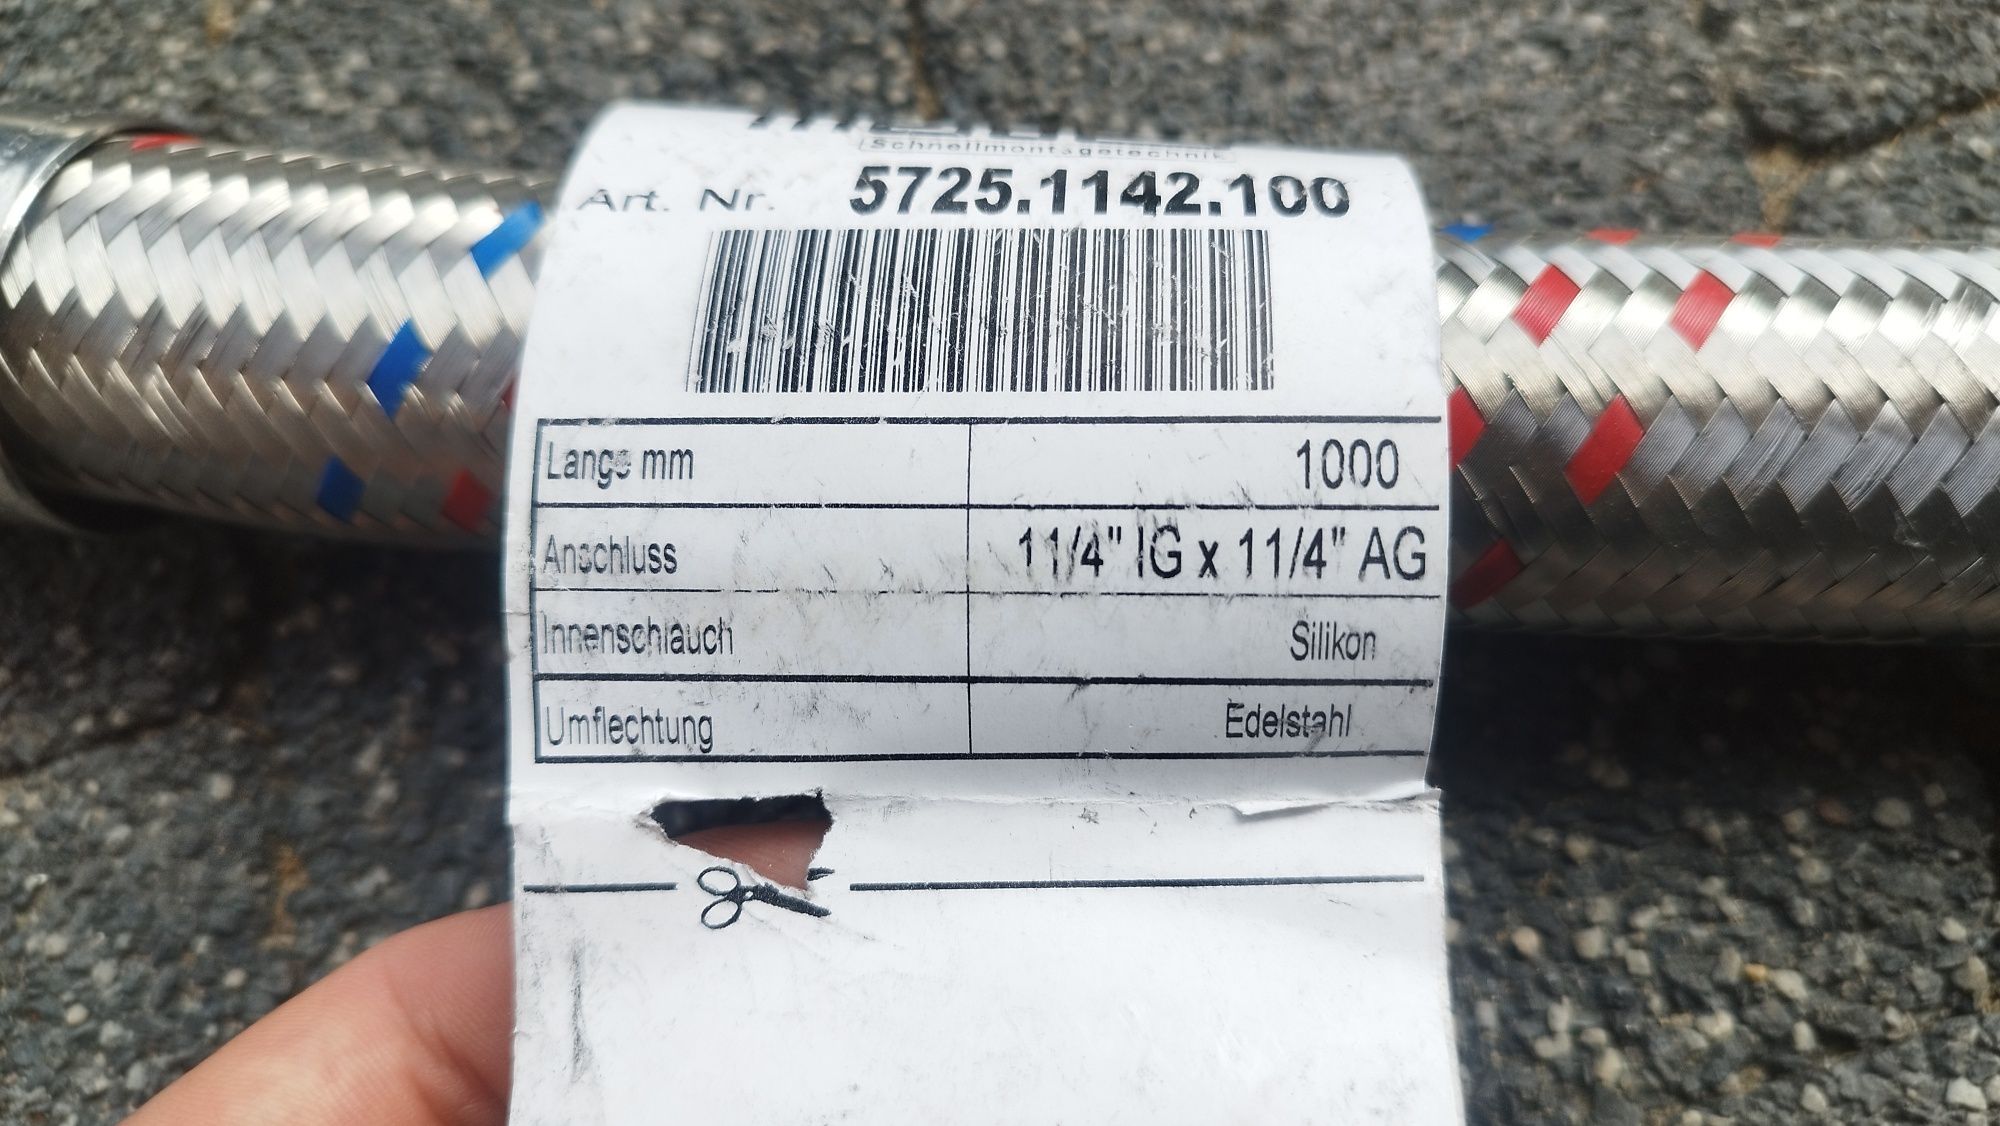 Schnellmontagetechnik
Art. Nr. 5725.1142.100
Länge mm 1000
Anschluss 11/4" IG x 11/4" AG
Innenschlauch Silikon
Umflechtung Edelstahl